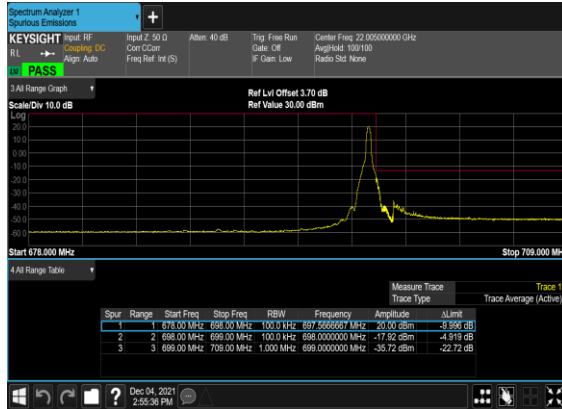 Spectrum Analyzer 1
Spurious Emissions
KEYSIGHT Input: RF Input Z: 50 Ω Atten: 40 dB Trig: Free Run Center Freq: 22.005000000 GHz
RL Coupling: DC Corr CCorr Gate: Off Avg|Hold: 100/100
Align: Auto Freq Ref: Int (S) IF Gain: Low Radio Std: None
PASS
3 All Range Graph
Ref Lvl Offset 3.70 dB
Scale/Div 10.0 dB Ref Value 30.00 dBm
Log
20.0
10.0
0.00
-10.0
-20.0
-30.0
-40.0
-50.0
-60.0
Start 678.000 MHz Stop 709.000 MHz
4 All Range Table
Measure Trace Trace 1
Trace Type Trace Average (Active)
Spur Range Start Freq Stop Freq RBW Frequency Amplitude ΔLimit
1 1 678.00 MHz 698.00 MHz 100.0 kHz 697.5666667 MHz 20.00 dBm -9.996 dB
2 2 698.00 MHz 699.00 MHz 100.0 kHz 698.0000000 MHz -17.92 dBm -4.919 dB
3 3 699.00 MHz 709.00 MHz 1.000 MHz 699.0000000 MHz -35.72 dBm -22.72 dB
? Dec 04, 2021
2:55:36 PM